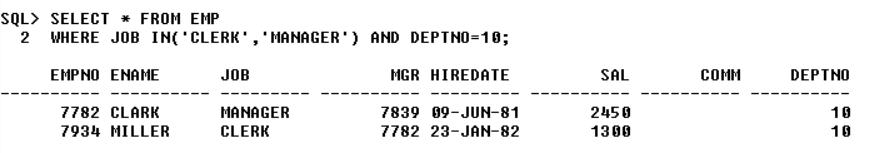 SQL> SELECT * FROM EMP
2 WHERE JOB IN('CLERK','MANAGER') AND DEPTNO=10;
EMPNO ENAME JOB MGR HIREDATE SAL COMM DEPTNO
---------- ---------- --------- ---------- --------- ---------- ---------- ----------
7782 CLARK MANAGER 7839 09-JUN-81 2450 10
7934 MILLER CLERK 7782 23-JAN-82 1300 10